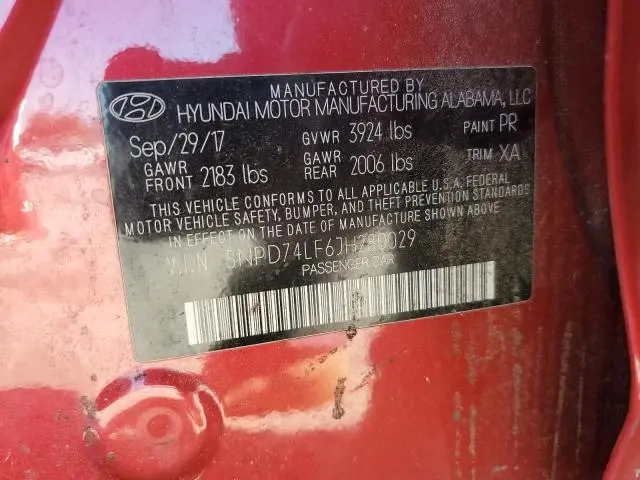 MANUFACTURED BY
HYUNDAI MOTOR MANUFACTURING ALABAMA, LLC
Sep/29/17 GVWR 3924 lbs PAINT PR
GAWR FRONT 2183 lbs GAWR REAR 2006 lbs TRIM XA
THIS VEHICLE CONFORMS TO ALL APPLICABLE U.S.A. FEDERAL
MOTOR VEHICLE SAFETY, BUMPER, AND THEFT PREVENTION STANDARDS
IN EFFECT ON THE DATE OF MANUFACTURE SHOWN ABOVE
V.I.N 5NPD74LF6JH280029
PASSENGER CAR